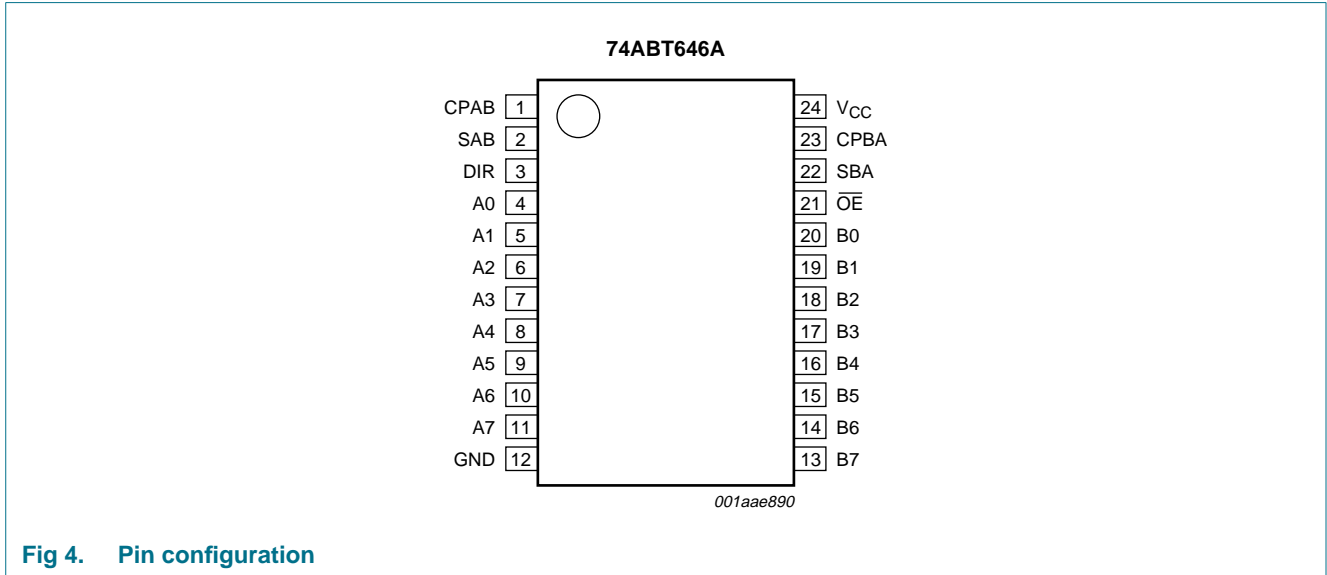 74ABT646A
CPAB 1 24 VCC
SAB 2 23 CPBA
DIR 3 22 SBA
A0 4 21 O̅E̅
A1 5 20 B0
A2 6 19 B1
A3 7 18 B2
A4 8 17 B3
A5 9 16 B4
A6 10 15 B5
A7 11 14 B6
GND 12 13 B7
001aae890
Fig 4. Pin configuration